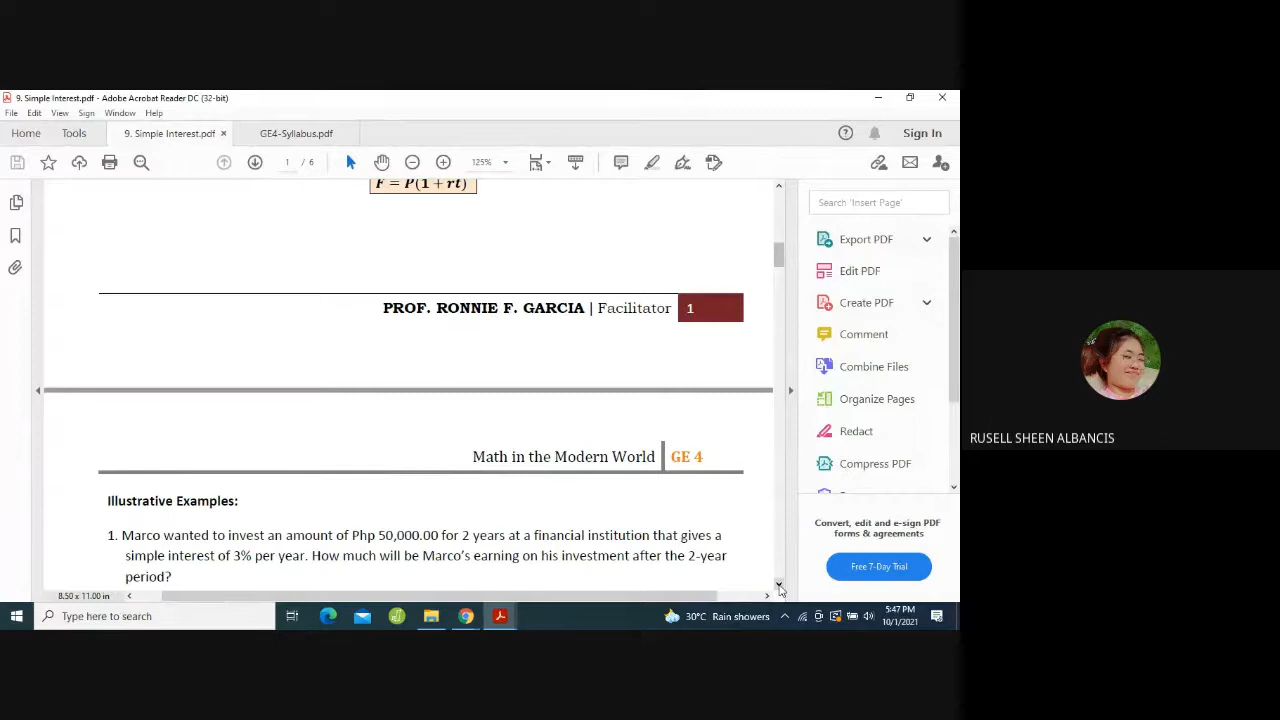 9. Simple Interest.pdf - Adobe Acrobat Reader DC (32-bit)
File Edit View Sign Window Help
Home Tools 9. Simple Interest.pdf × GE4-Syllabus.pdf Sign In
1 / 6 125%
F = P(1 + rt)
PROF. RONNIE F. GARCIA | Facilitator 1
Math in the Modern World GE 4
Illustrative Examples:
1. Marco wanted to invest an amount of Php 50,000.00 for 2 years at a financial institution that gives a
simple interest of 3% per year. How much will be Marco's earning on his investment after the 2-year
period?
8.50 x 11.00 in
Search 'Insert Page'
Export PDF
Edit PDF
Create PDF
Comment
Combine Files
Organize Pages
Redact
Compress PDF
Convert, edit and e-sign PDF
forms & agreements
Free 7-Day Trial
Type here to search
30°C Rain showers
5:47 PM
10/1/2021
RUSELL SHEEN ALBANCIS